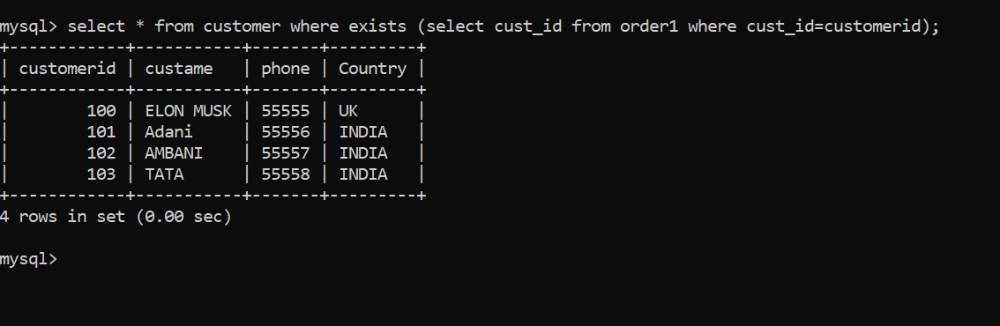 mysql> select * from customer where exists (select cust_id from order1 where cust_id=customerid);
+------------+-----------+-------+---------+
| customerid | custame   | phone | Country |
+------------+-----------+-------+---------+
|        100 | ELON MUSK | 55555 | UK      |
|        101 | Adani     | 55556 | INDIA   |
|        102 | AMBANI    | 55557 | INDIA   |
|        103 | TATA      | 55558 | INDIA   |
+------------+-----------+-------+---------+
4 rows in set (0.00 sec)
mysql>